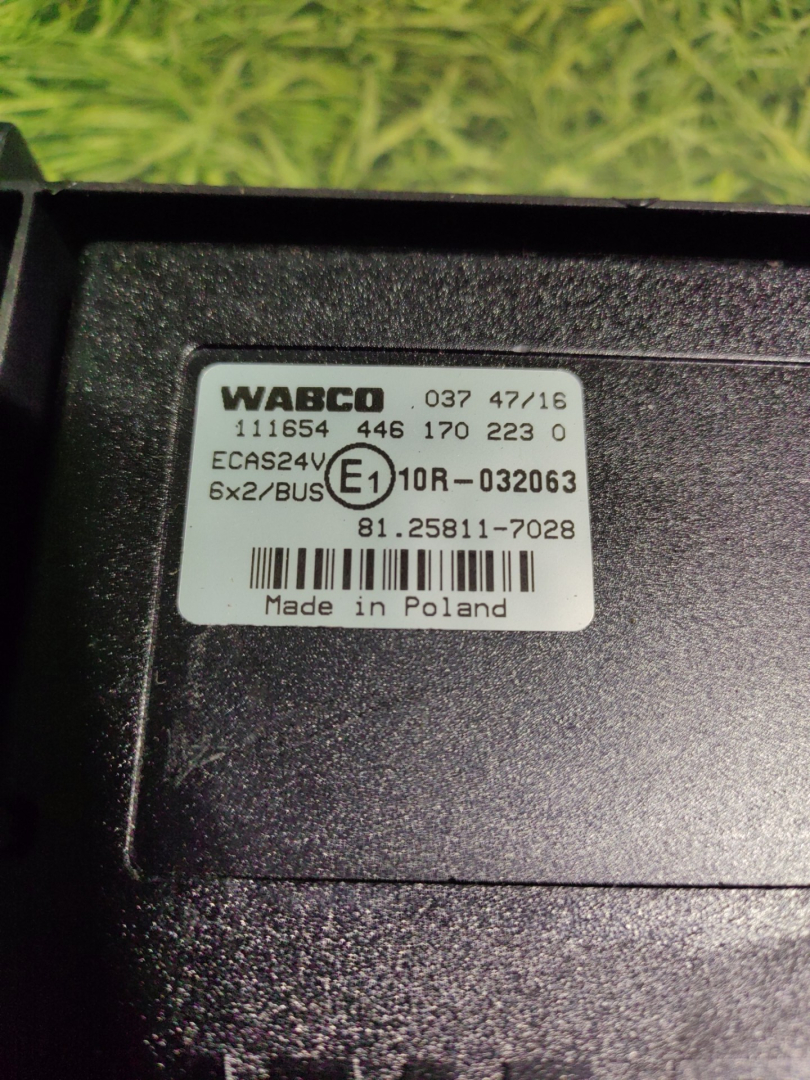 WABCO 037 47/16
111654 446 170 223 0
ECAS24V
6x2/BUS E1 10R-032063
81.25811-7028
Made in Poland